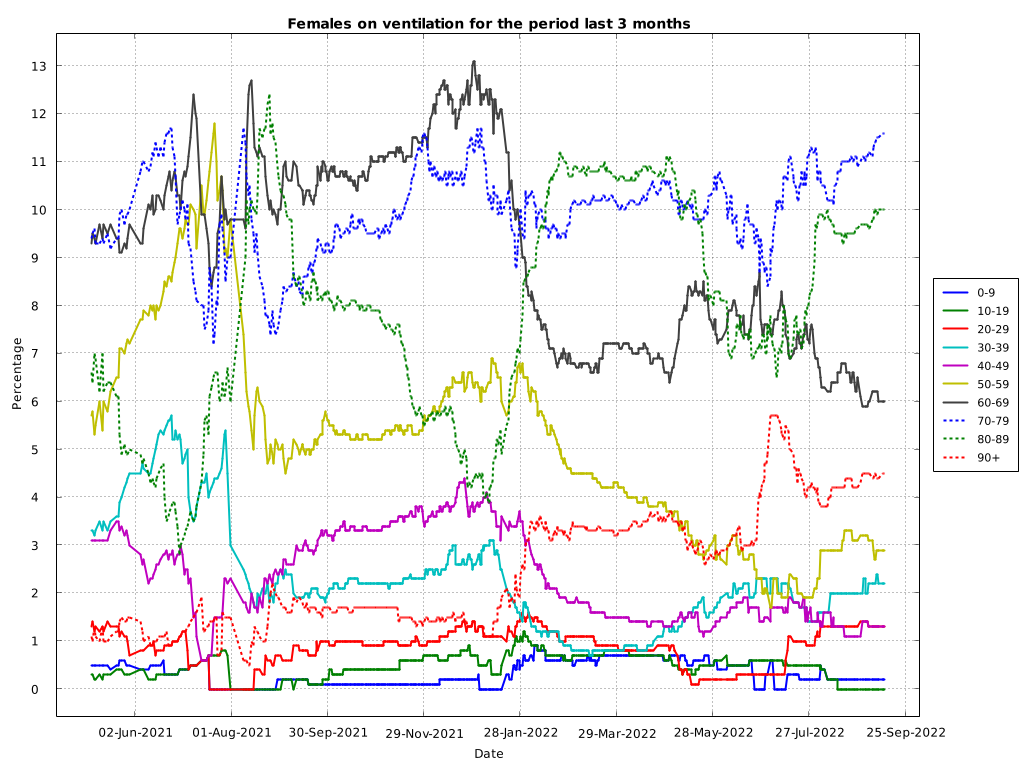 Females on ventilation for the period last 3 months
Percentage
13
12
11
10
9
8
7
6
5
4
3
2
1
0
02-Jun-2021
01-Aug-2021
30-Sep-2021
29-Nov-2021
28-Jan-2022
29-Mar-2022
28-May-2022
27-Jul-2022
25-Sep-2022
Date
0-9
10-19
20-29
30-39
40-49
50-59
60-69
70-79
80-89
90+